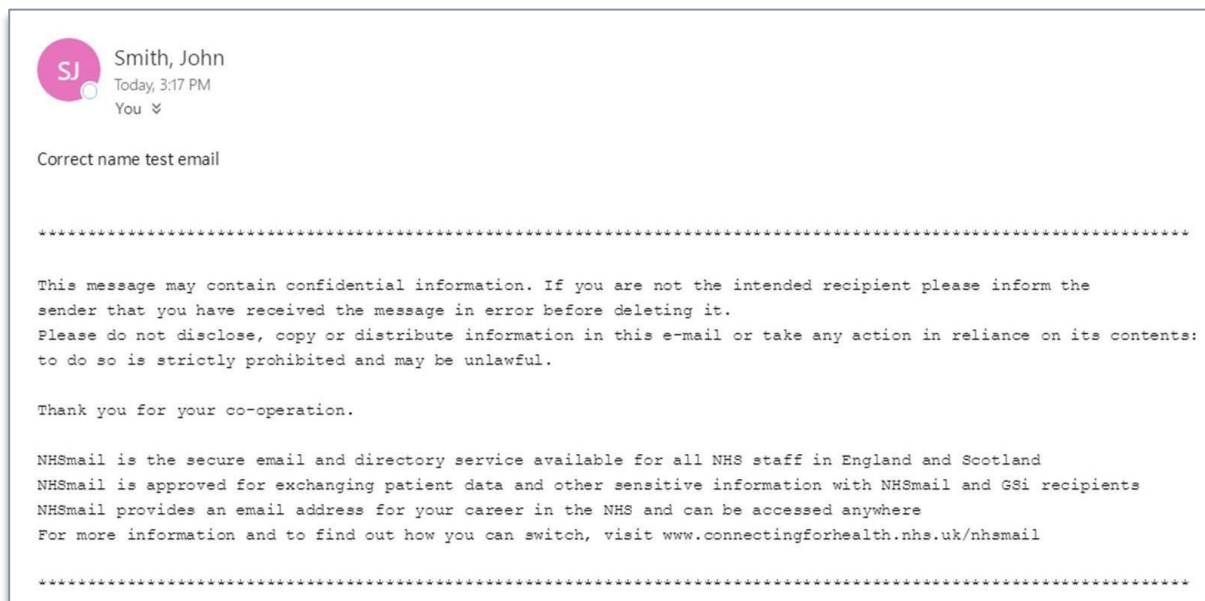 SJ
Smith, John
Today, 3:17 PM
You
Correct name test email
********************************************************************************************************************
This message may contain confidential information. If you are not the intended recipient please inform the
sender that you have received the message in error before deleting it.
Please do not disclose, copy or distribute information in this e-mail or take any action in reliance on its contents:
to do so is strictly prohibited and may be unlawful.
Thank you for your co-operation.
NHSmail is the secure email and directory service available for all NHS staff in England and Scotland
NHSmail is approved for exchanging patient data and other sensitive information with NHSmail and GSi recipients
NHSmail provides an email address for your career in the NHS and can be accessed anywhere
For more information and to find out how you can switch, visit www.connectingforhealth.nhs.uk/nhsmail
********************************************************************************************************************